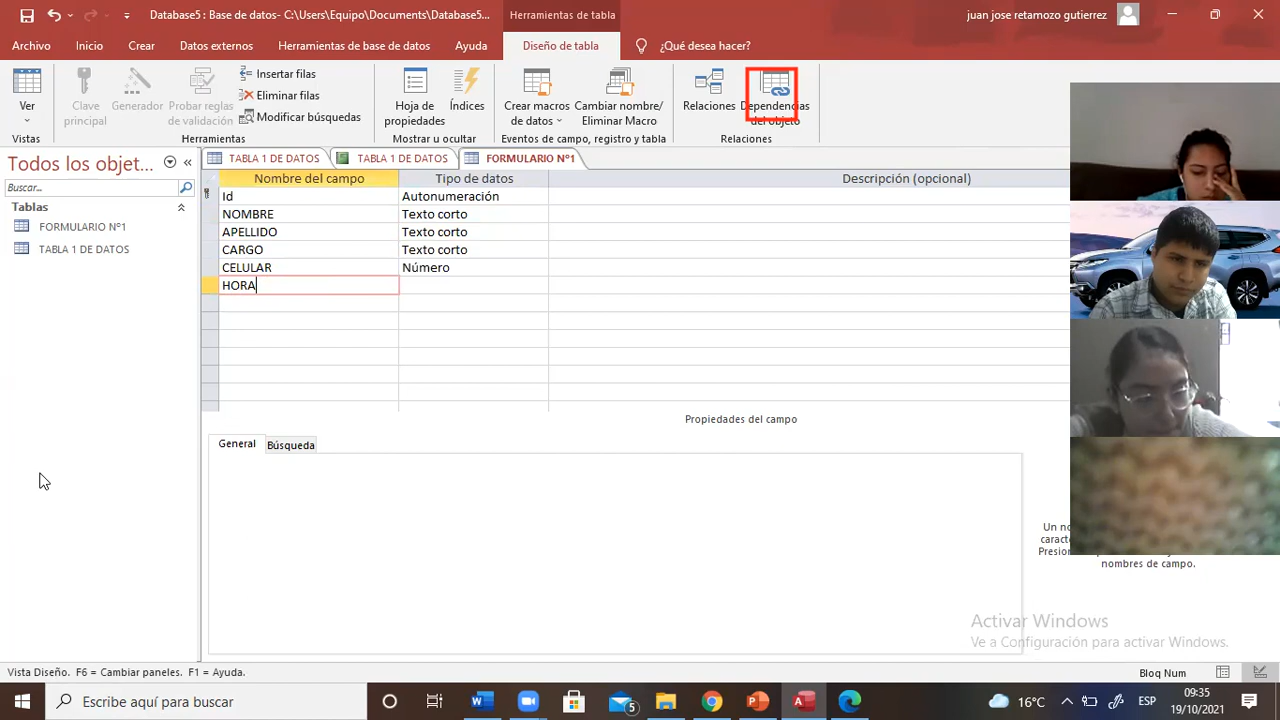 Database5 : Base de datos- C:\Users\Equipo\Documents\Database5...
Herramientas de tabla
juan jose retamozo gutierrez
Archivo
Inicio
Crear
Datos externos
Herramientas de base de datos
Ayuda
Diseño de tabla
¿Qué desea hacer?
Ver
Clave
principal
Generador
Probar reglas
de validación
Insertar filas
Eliminar filas
Modificar búsquedas
Hoja de
propiedades
Índices
Crear macros
de datos
Cambiar nombre/
Eliminar Macro
Relaciones
Dependencias
del objeto
Vistas
Herramientas
Mostrar u ocultar
Eventos de campo, registro y tabla
Relaciones
Todos los objet...
Buscar...
Tablas
FORMULARIO Nº1
TABLA 1 DE DATOS
TABLA 1 DE DATOS
TABLA 1 DE DATOS
FORMULARIO Nº1
Nombre del campo
Tipo de datos
Descripción (opcional)
Id
Autonumeración
NOMBRE
Texto corto
APELLIDO
Texto corto
CARGO
Texto corto
CELULAR
Número
HORA
Propiedades del campo
General
Búsqueda
Un
caract
Presion
nombres de campo.
Activar Windows
Ve a Configuración para activar Windows.
Vista Diseño. F6 = Cambiar paneles. F1 = Ayuda.
Bloq Num
Escribe aquí para buscar
5
16°C
ESP
09:35
19/10/2021